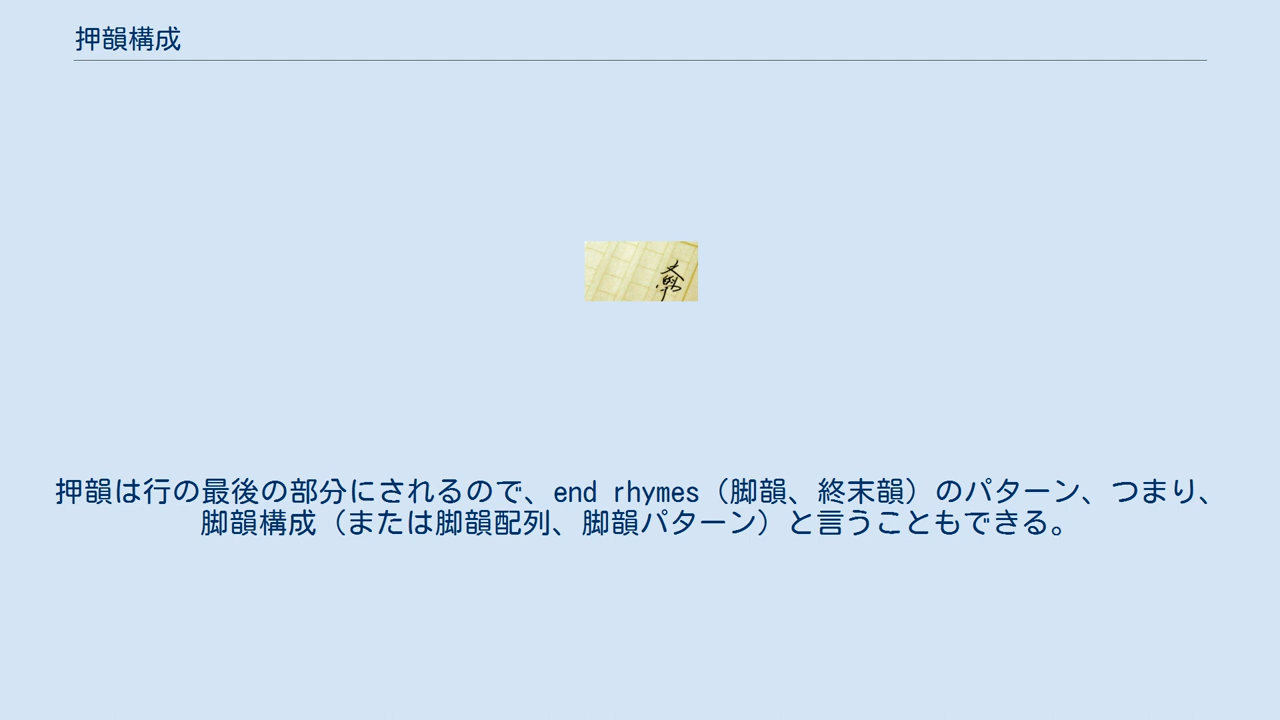 押韻構成
押韻は行の最後の部分にされるので、end rhymes（脚韻、終末韻）のパターン、つまり、
脚韻構成（または脚韻配列、脚韻パターン）と言うこともできる。